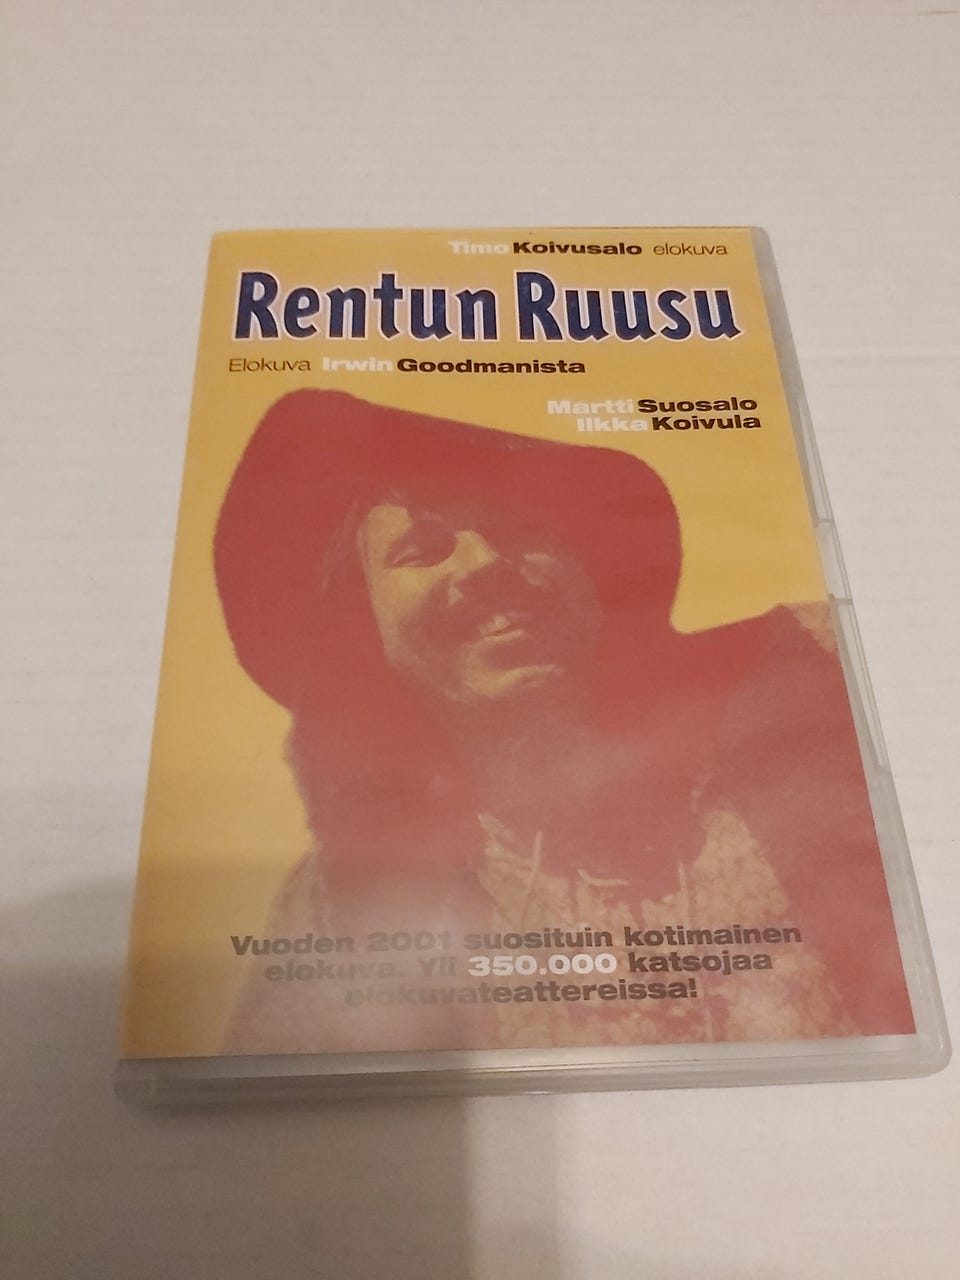 Timo Koivusalo elokuva
Rentun Ruusu
Elokuva Irwin Goodmanista
Martti Suosalo
Ilkka Koivula
Vuoden 2001 suosituin kotimainen
elokuva. Yli 350.000 katsojaa
elokuvateattereissa!